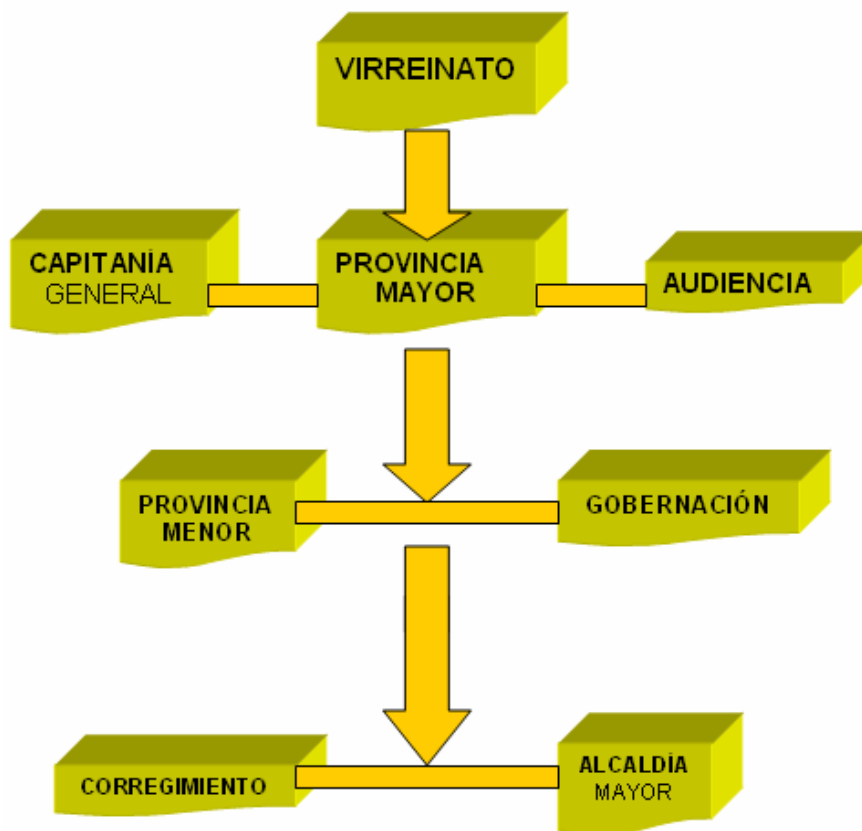 VIRREINATO
CAPITANÍA
GENERAL
PROVINCIA
MAYOR
AUDIENCIA
PROVINCIA
MENOR
GOBERNACIÓN
CORREGIMIENTO
ALCALDÍA
MAYOR